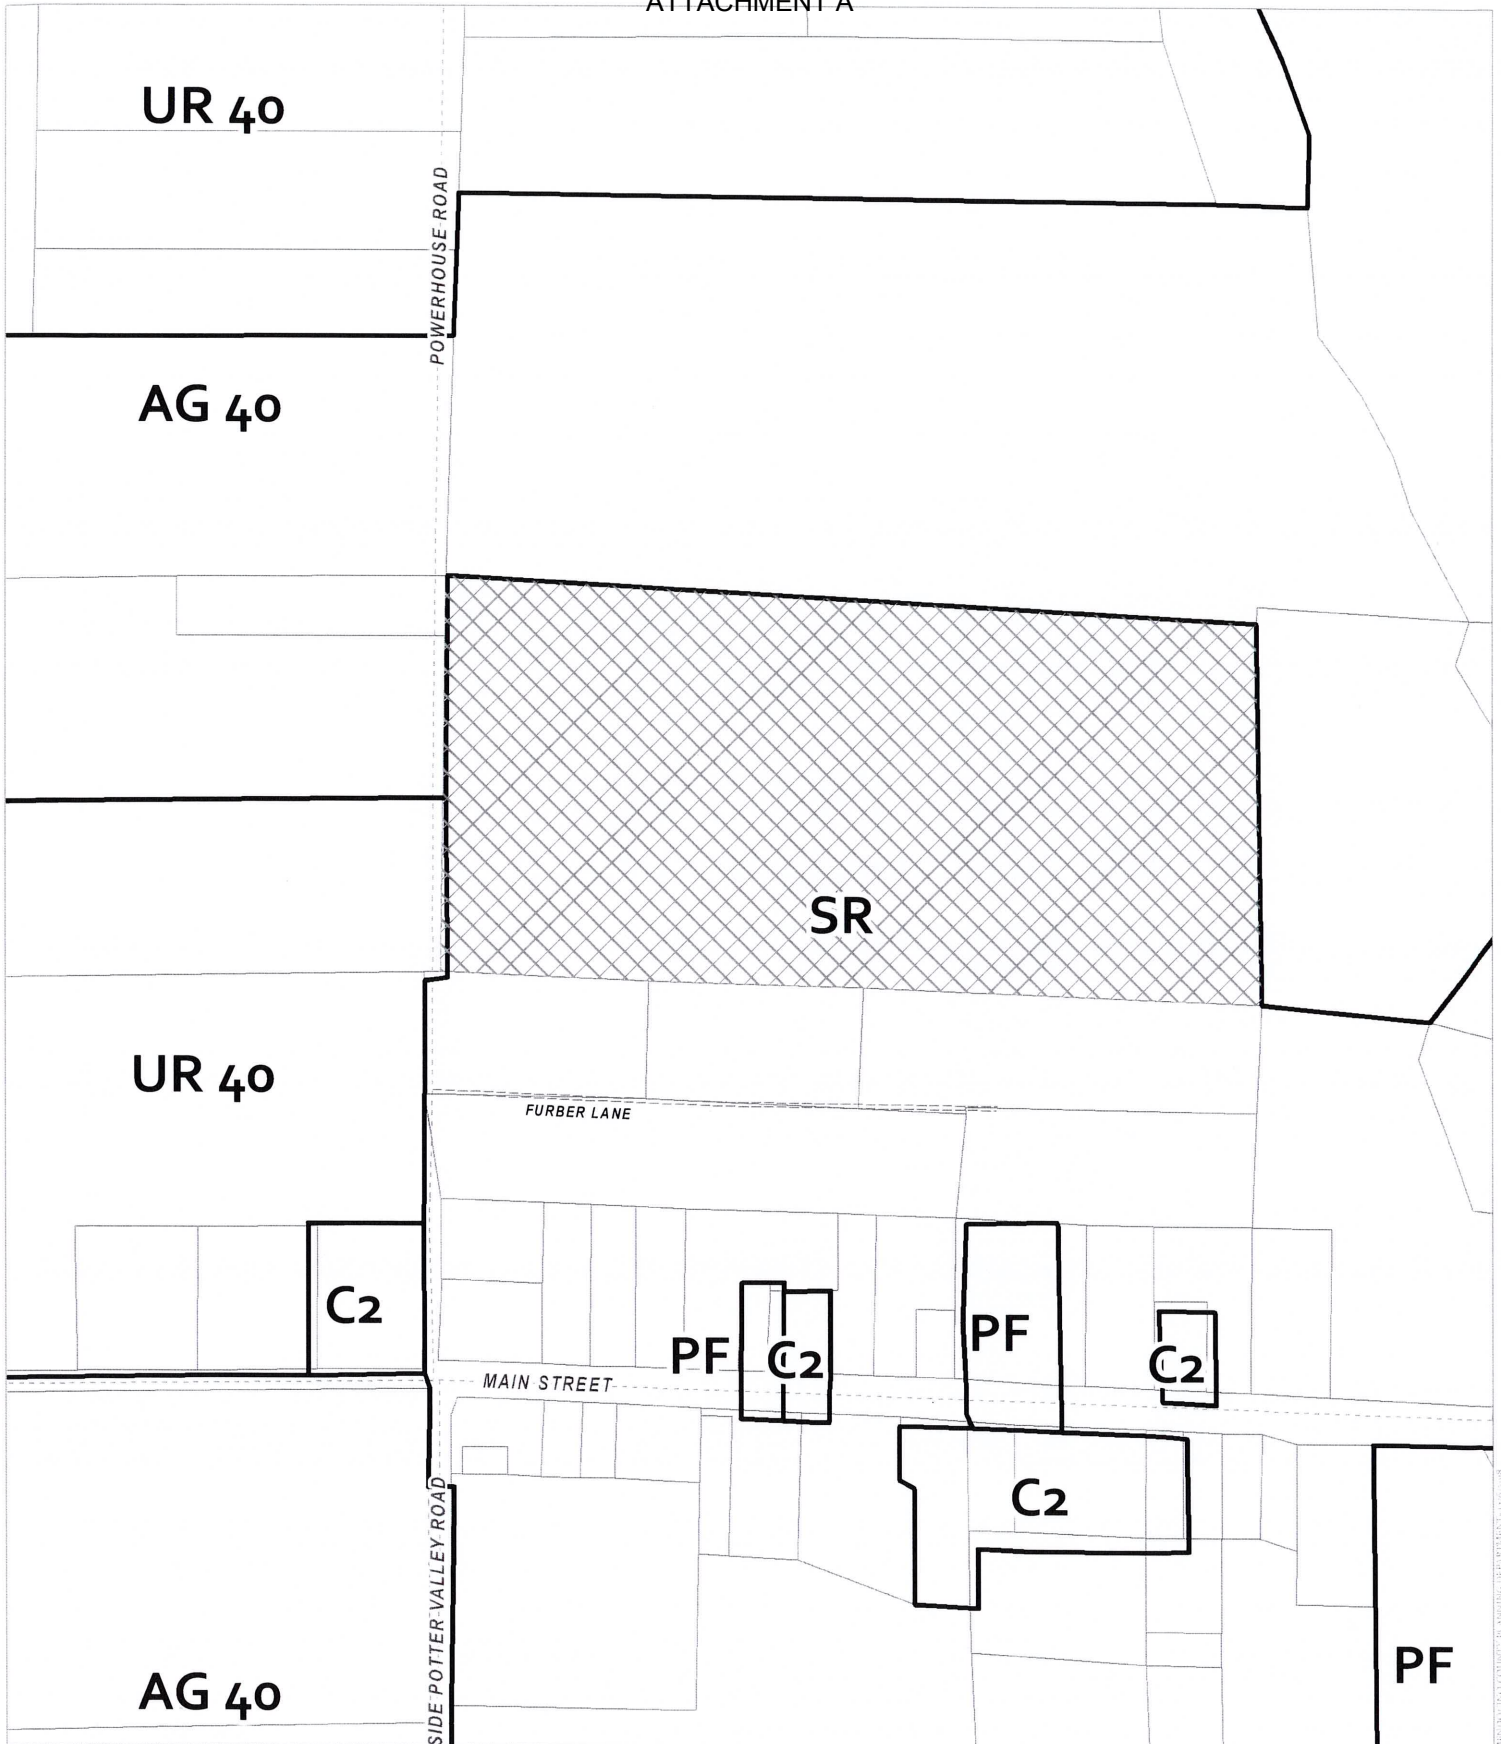 ATTACHMENT A
UR 40
POWERHOUSE ROAD
AG 40
SR
UR 40
FURBER LANE
C2
PF
C2
PF
C2
MAIN STREET
C2
SIDE POTTER VALLEY ROAD
AG 40
PF